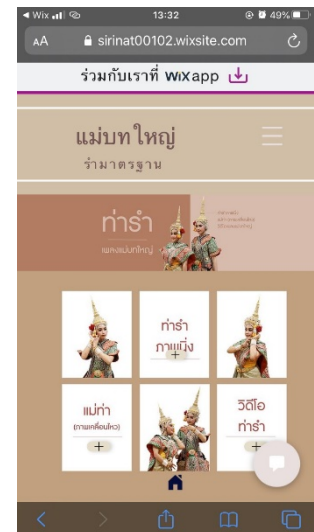 ◀ Wix 13:32 49%
AA sirinat00102.wixsite.com
ร่วมกับเราที่ WiX app
แม่บทใหญ่
รำมาตรฐาน
ท่ารำ
เพลงแม่บทใหญ่
ท่ารำ
ภาพนิ่ง
+
แม่ท่า
(ภาพเคลื่อนไหว)
+
วิดีโอ
ท่ารำ
+